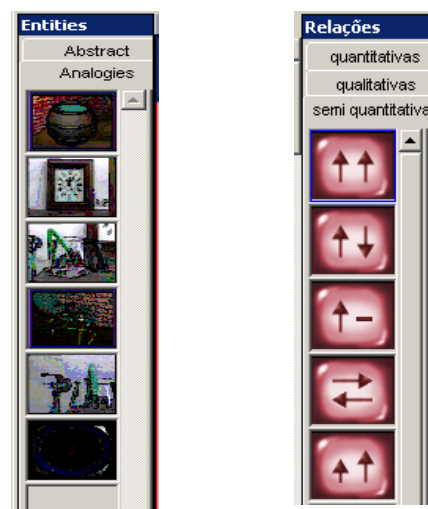 Entities
Abstract
Analogies
Relações
quantitativas
qualitativas
semi quantitativa